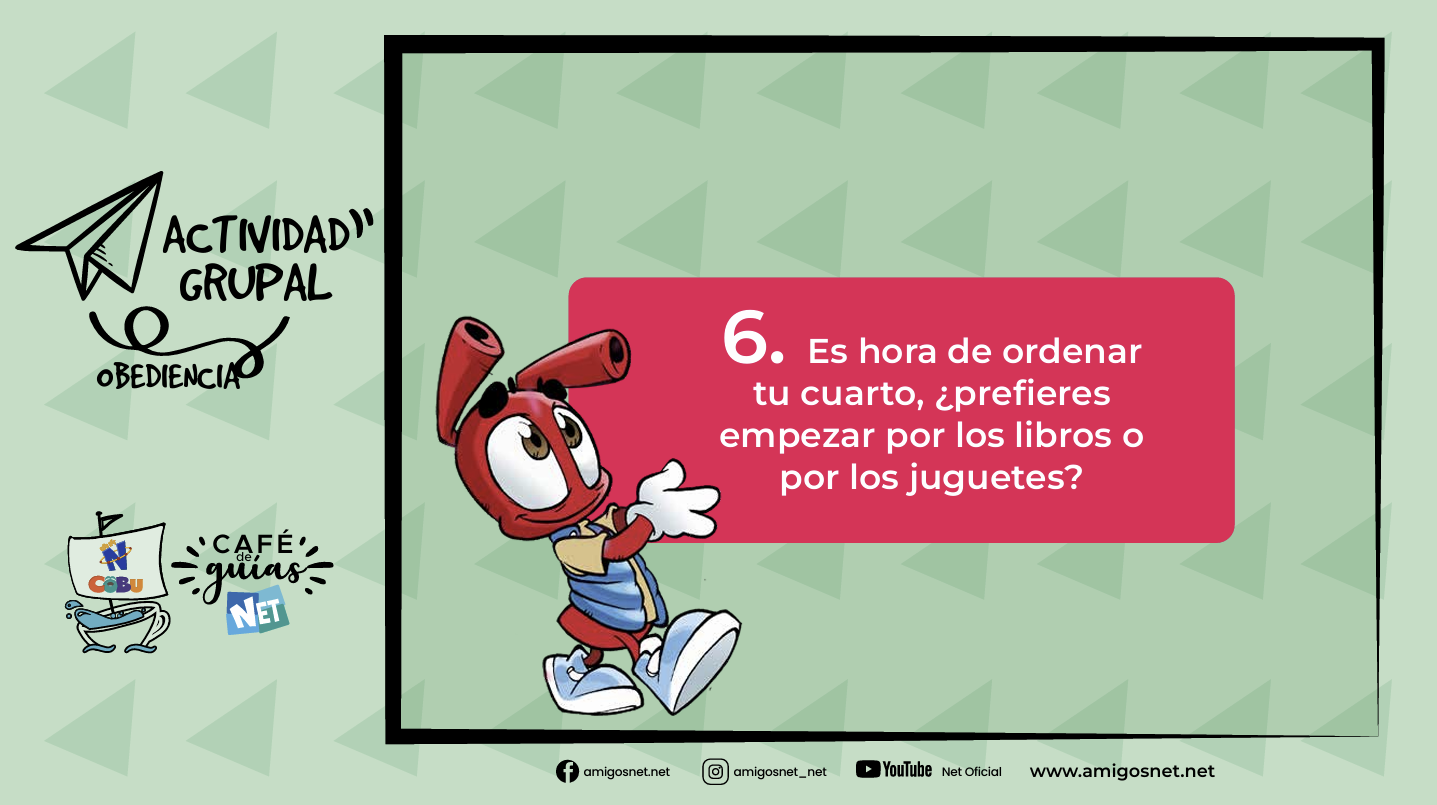 ACTIVIDAD
GRUPAL
OBEDIENCIA
N
CŌBU
CAFÉ
de
guías
NET
6. Es hora de ordenar
tu cuarto, ¿prefieres
empezar por los libros o
por los juguetes?
amigosnet.net
amigosnet_net
YouTube Net Oficial
www.amigosnet.net